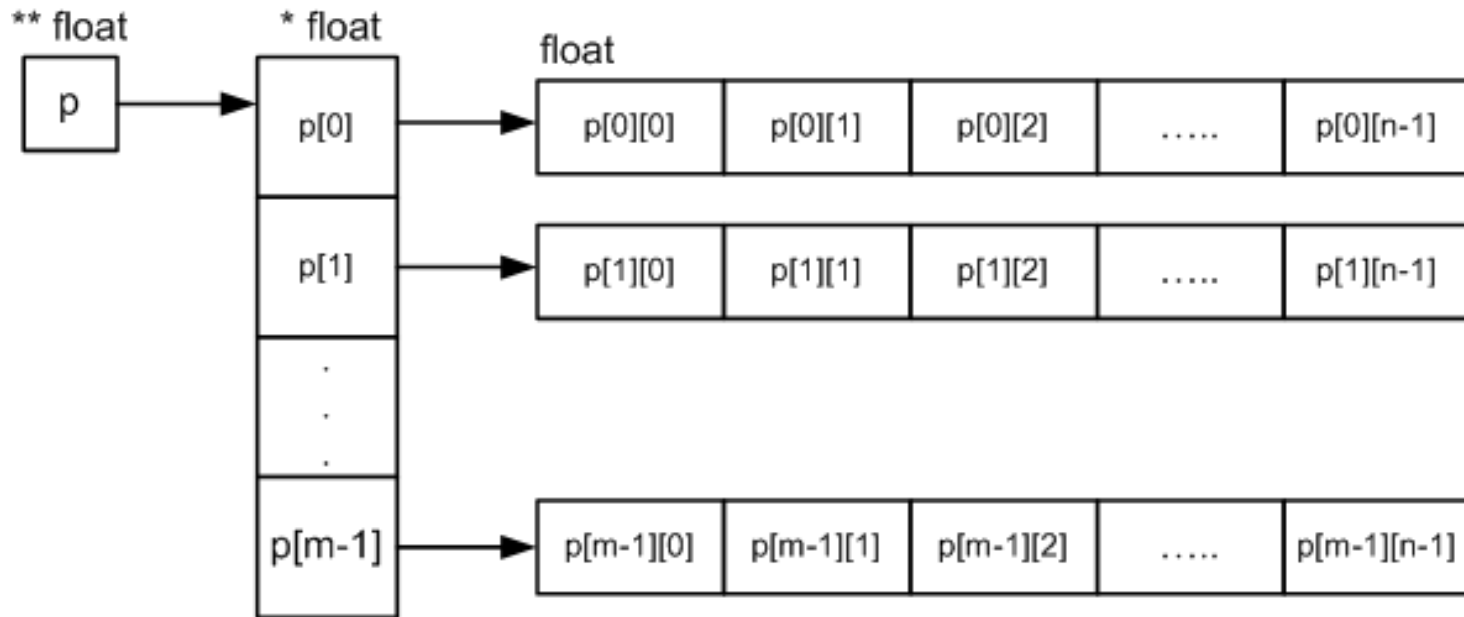 ** float * float
float
p p[0] p[0][0] p[0][1] p[0][2] ..... p[0][n-1]
p[1] p[1][0] p[1][1] p[1][2] ..... p[1][n-1]
.
.
.
p[m-1] p[m-1][0] p[m-1][1] p[m-1][2] ..... p[m-1][n-1]